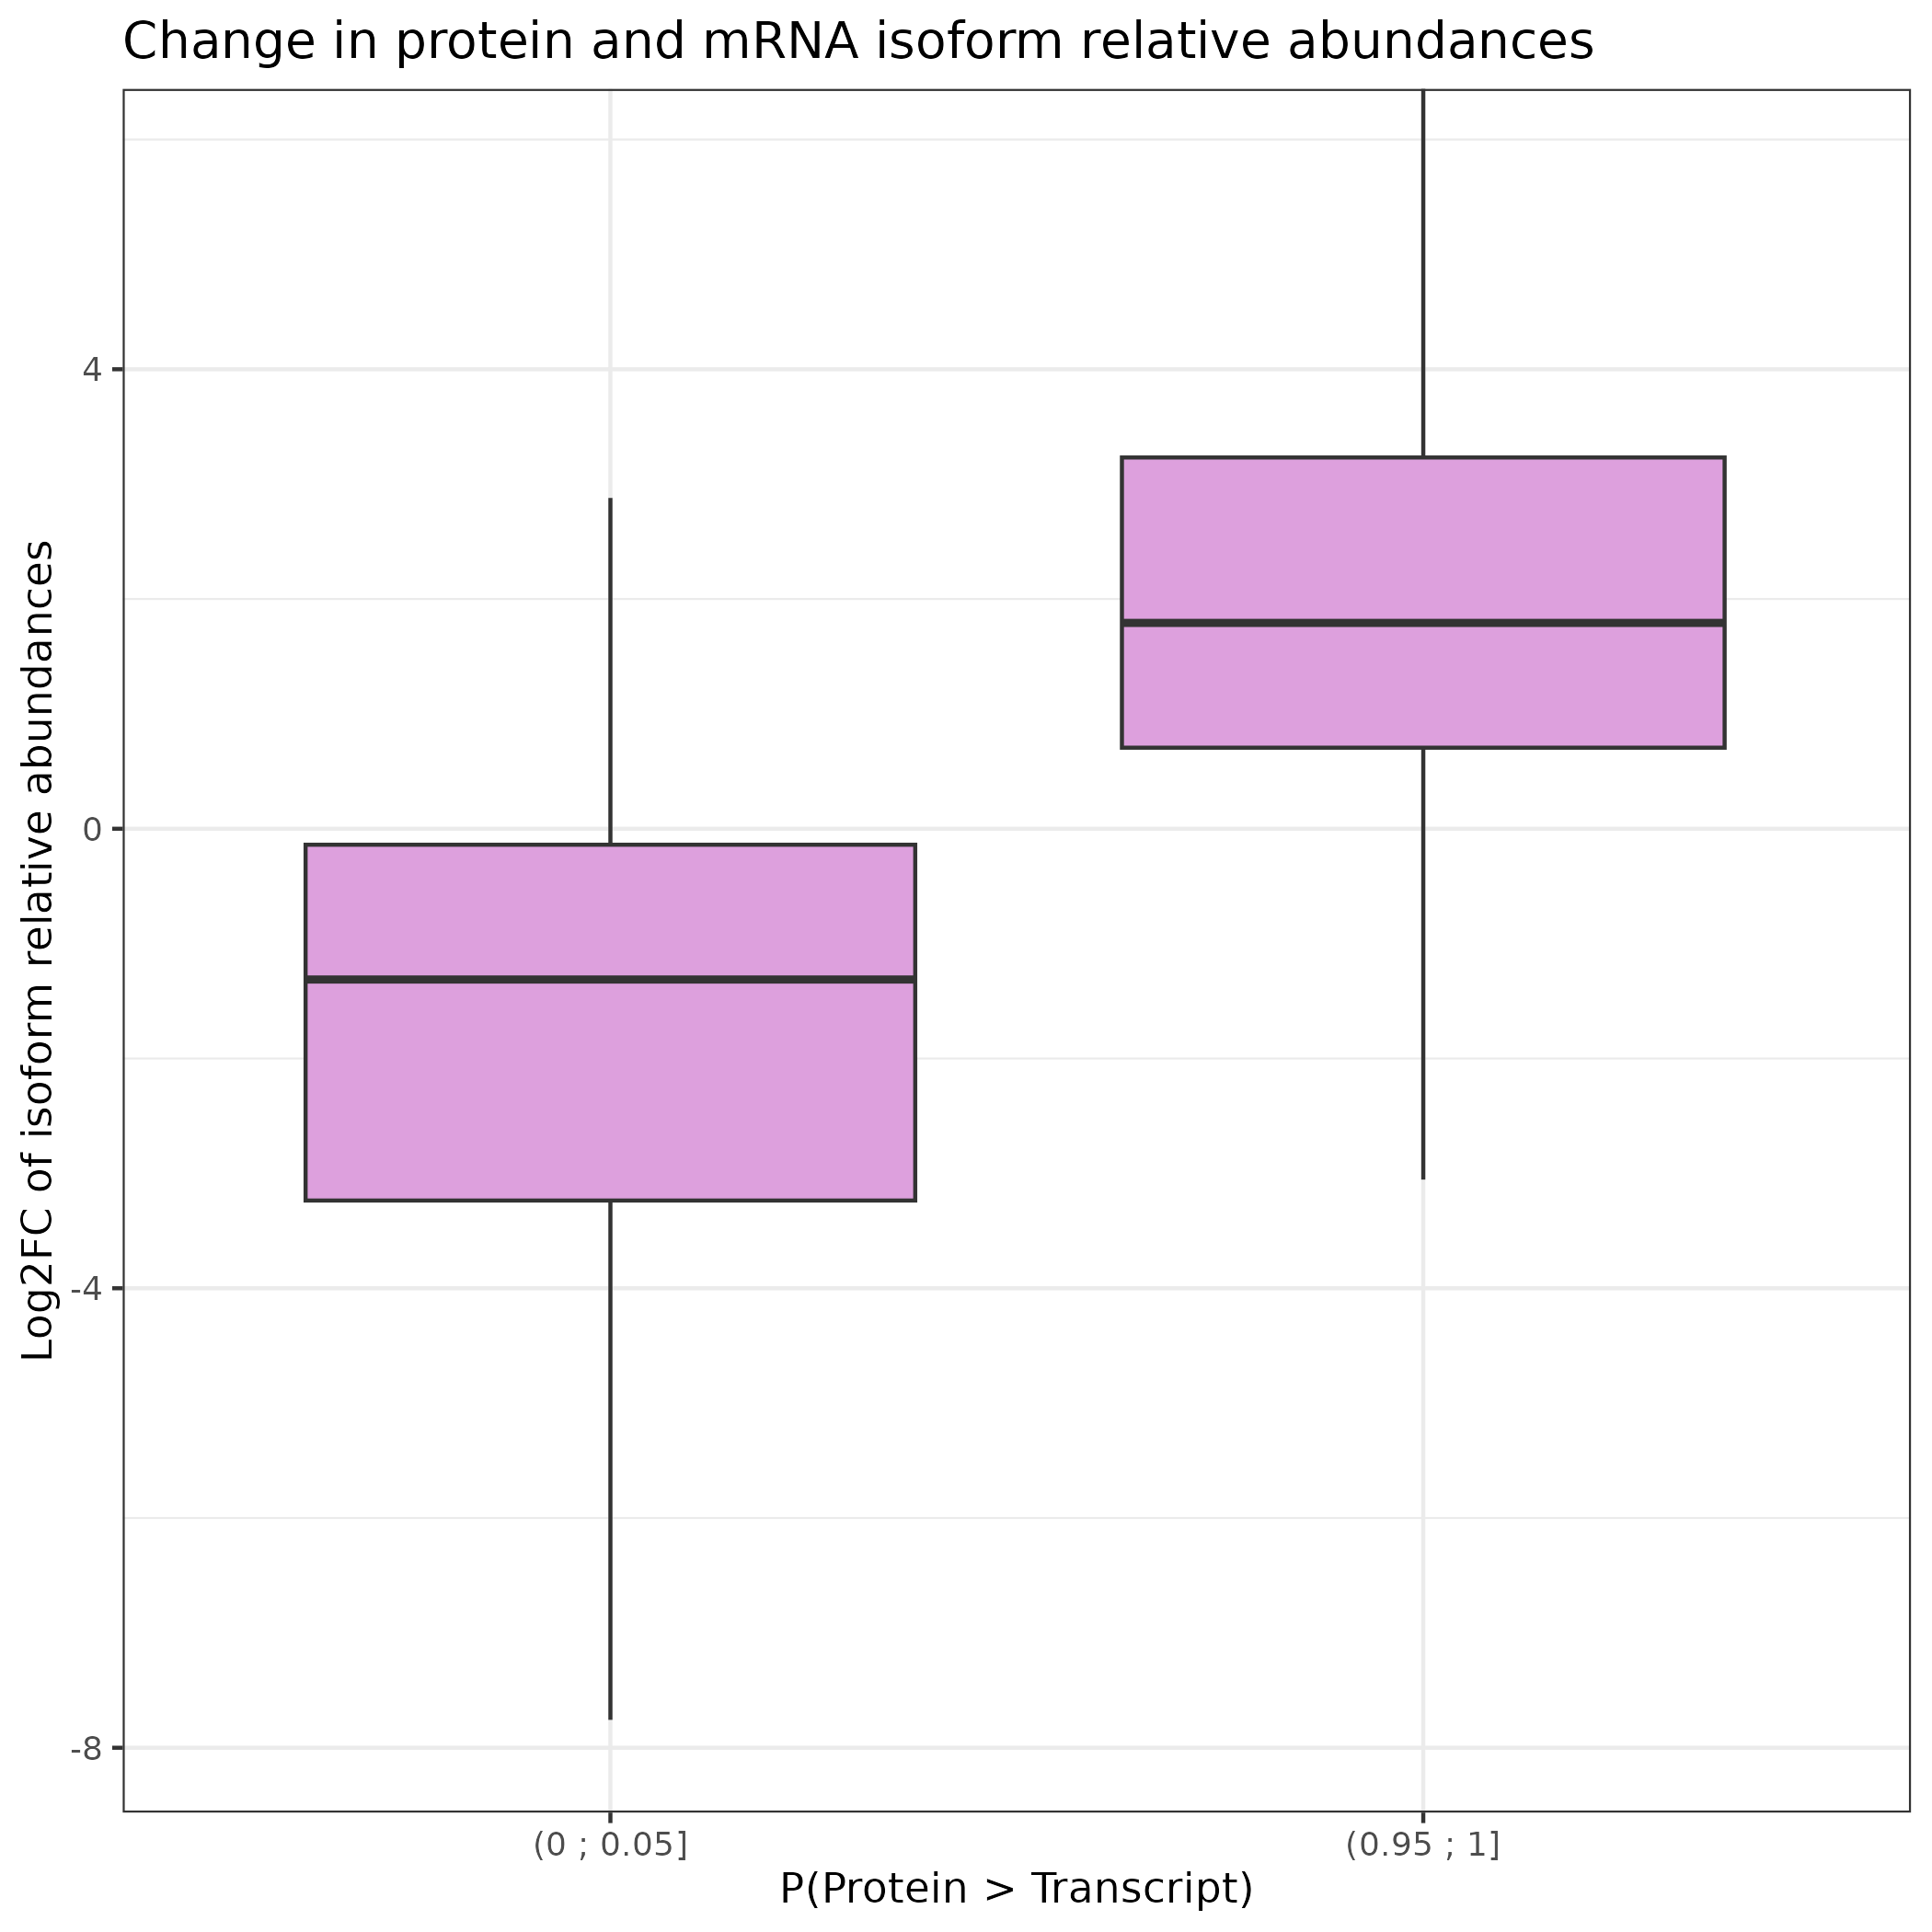 Change in protein and mRNA isoform relative abundances
Log2FC of isoform relative abundances
4
0
-4
-8
(0 ; 0.05]
(0.95 ; 1]
P(Protein > Transcript)